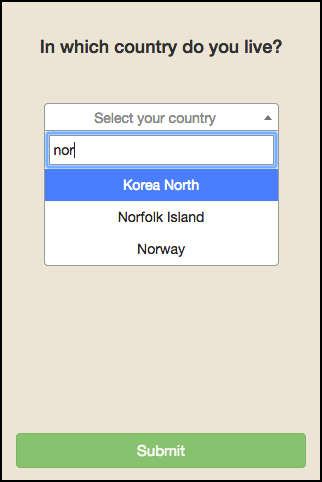 In which country do you live?
Select your country
nor
Korea North
Norfolk Island
Norway
Submit